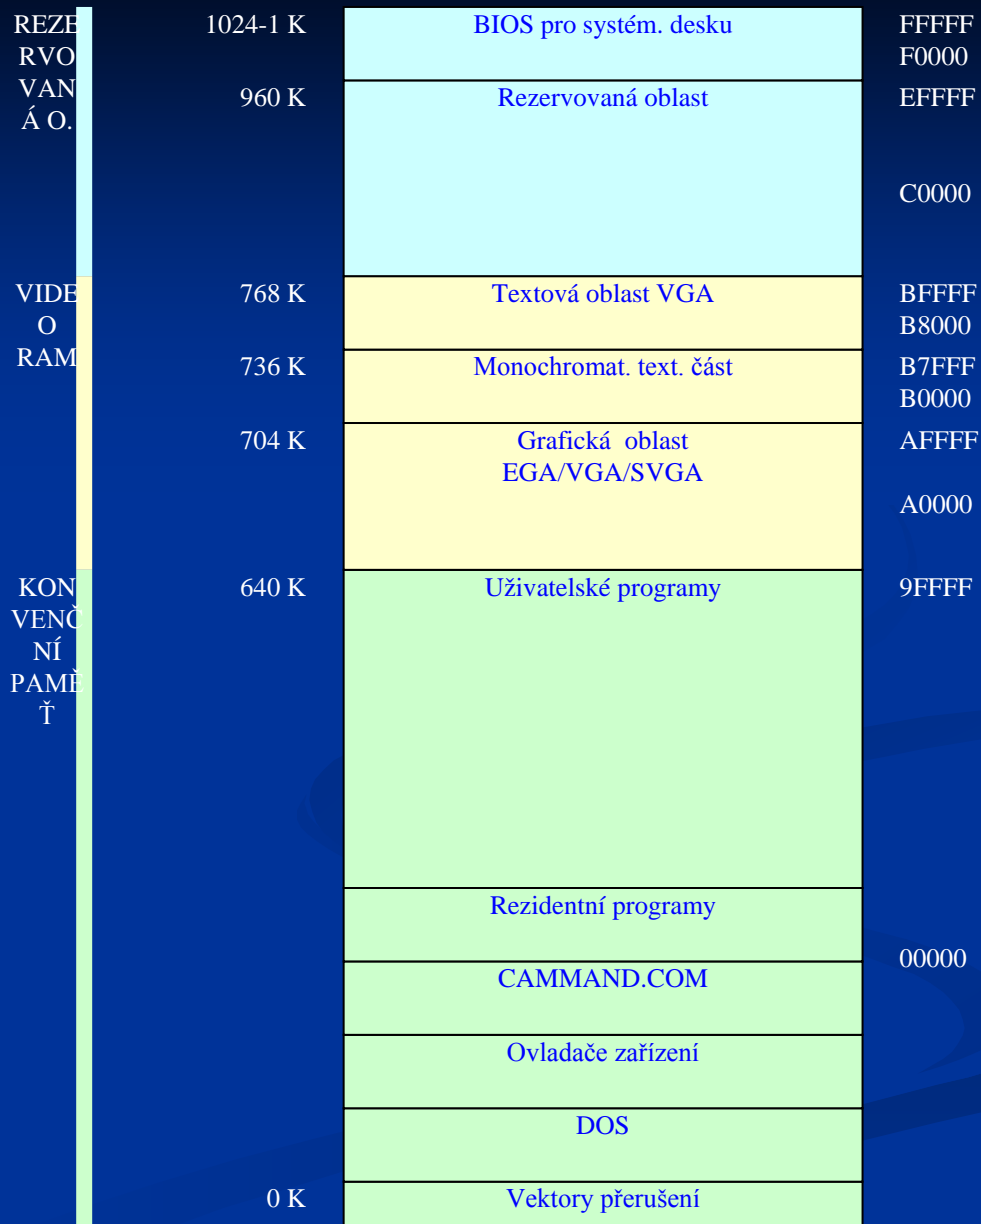 REZE 1024-1 K BIOS pro systém. desku FFFFF
RVO F0000
VAN 960 K Rezervovaná oblast EFFFF
Á O.
C0000
VIDE 768 K Textová oblast VGA BFFFF
O B8000
RAM 736 K Monochromat. text. část B7FFF
B0000
704 K Grafická oblast AFFFF
EGA/VGA/SVGA
A0000
KON 640 K Uživatelské programy 9FFFF
VENČ
NÍ
PAMĚ
Ť
Rezidentní programy
00000
CAMMAND.COM
Ovladače zařízení
DOS
0 K Vektory přerušení